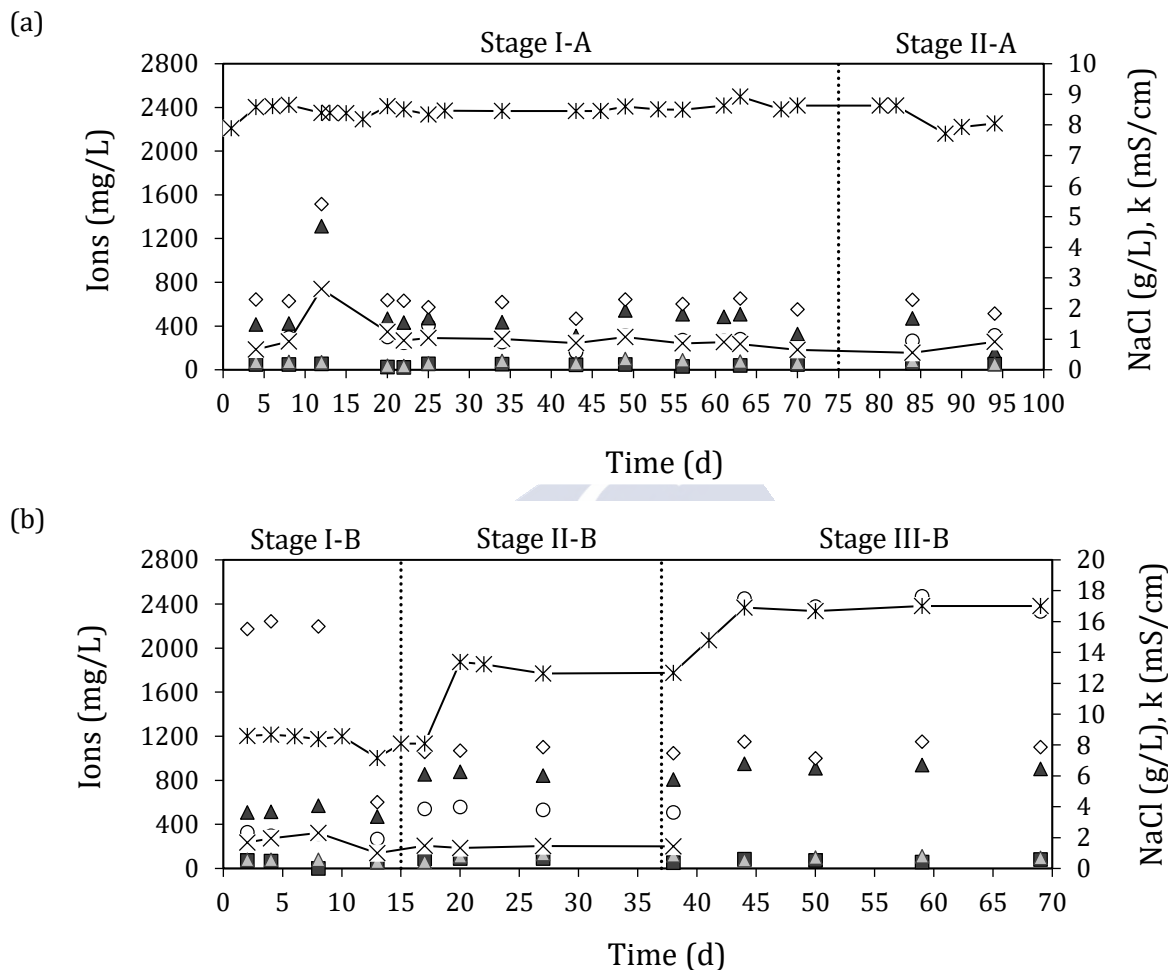 (a)
Stage I-A
Stage II-A
2800
2400
2000
1600
1200
800
400
0
Ions (mg/L)
10
9
8
7
6
5
4
3
2
1
0
NaCl (g/L), k (mS/cm)
0 5 10 15 20 25 30 35 40 45 50 55 60 65 70 75 80 85 90 95 100
Time (d)
(b)
Stage I-B
Stage II-B
Stage III-B
2800
2400
2000
1600
1200
800
400
0
Ions (mg/L)
20
18
16
14
12
10
8
6
4
2
0
NaCl (g/L), k (mS/cm)
0 5 10 15 20 25 30 35 40 45 50 55 60 65 70
Time (d)